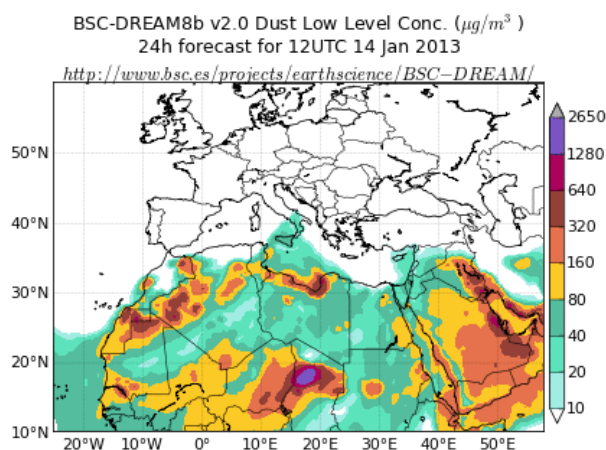 BSC-DREAM8b v2.0 Dust Low Level Conc. (μg/m³ )
24h forecast for 12UTC 14 Jan 2013
http://www.bsc.es/projects/earthscience/BSC−DREAM/
2650
1280
640
320
160
80
40
20
10
50°N
40°N
30°N
20°N
10°N
20°W 10°W 0° 10°E 20°E 30°E 40°E 50°E